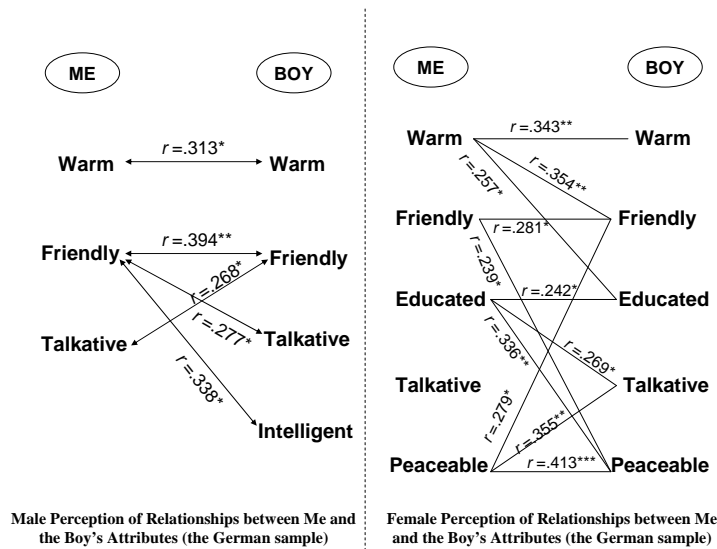 ME
BOY
r =.313*
Warm
Warm
r =.394**
Friendly
Friendly
r =.268*
r =.277*
Talkative
Talkative
r =.338*
Intelligent
Male Perception of Relationships between Me and
the Boy's Attributes (the German sample)
ME
BOY
r =.343**
Warm
Warm
r =.354**
r =.257*
Friendly
Friendly
r =.281*
r =.239*
r =.242*
Educated
Educated
r =.336**
r =.269*
Talkative
Talkative
r =.279*
r =.355**
r =.413***
Peaceable
Peaceable
Female Perception of Relationships between Me
and the Boy's Attributes (the German sample)